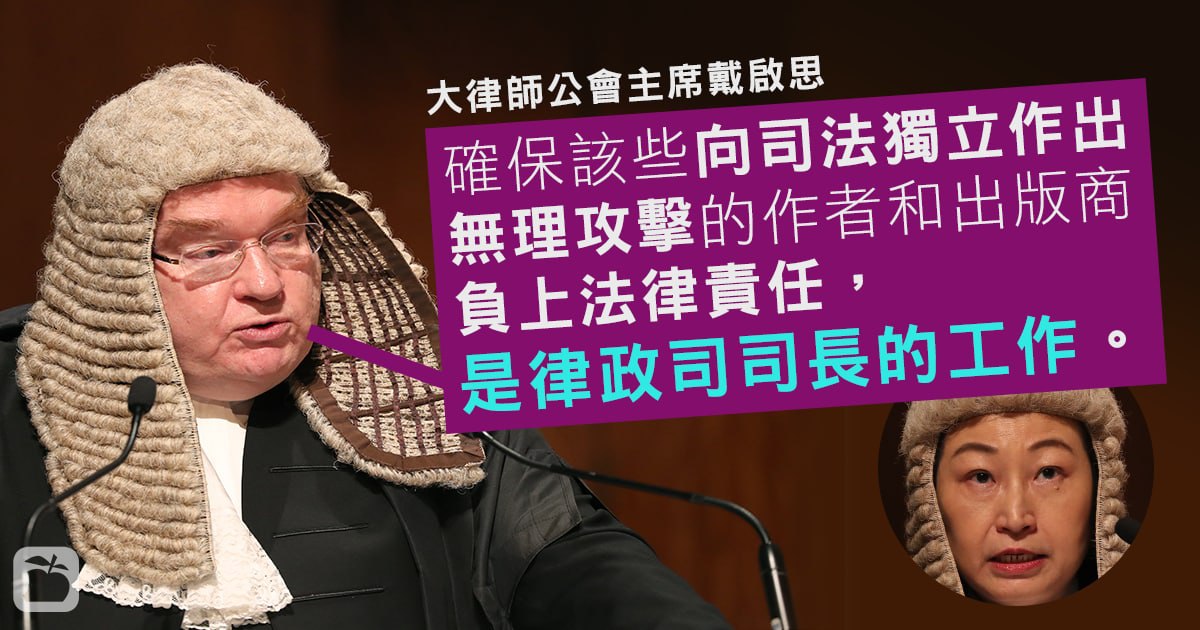 大律師公會主席戴啟思
確保該些向司法獨立作出
無理攻擊的作者和出版商
負上法律責任，
是律政司司長的工作。